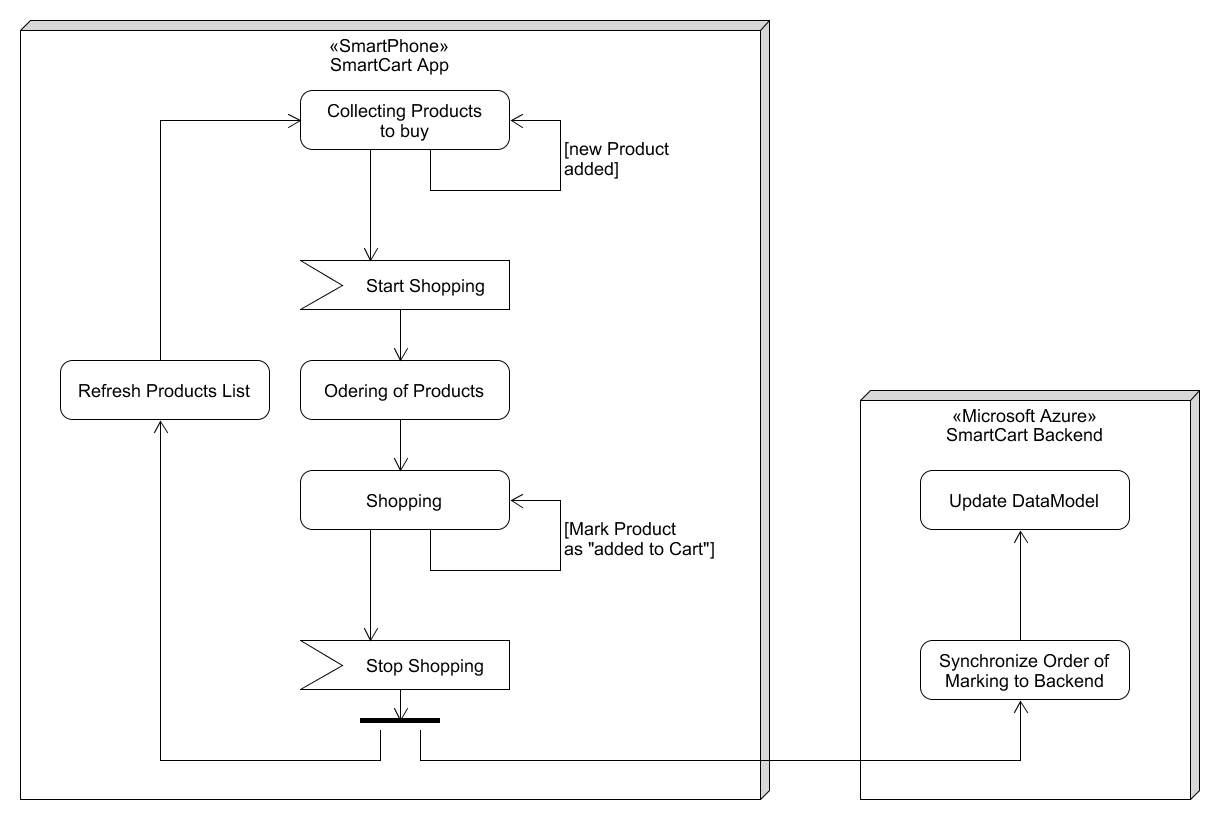 «SmartPhone»
SmartCart App
Collecting Products
to buy
[new Product
added]
Start Shopping
Refresh Products List
Odering of Products
Shopping
[Mark Product
as "added to Cart"]
Stop Shopping
«Microsoft Azure»
SmartCart Backend
Update DataModel
Synchronize Order of
Marking to Backend